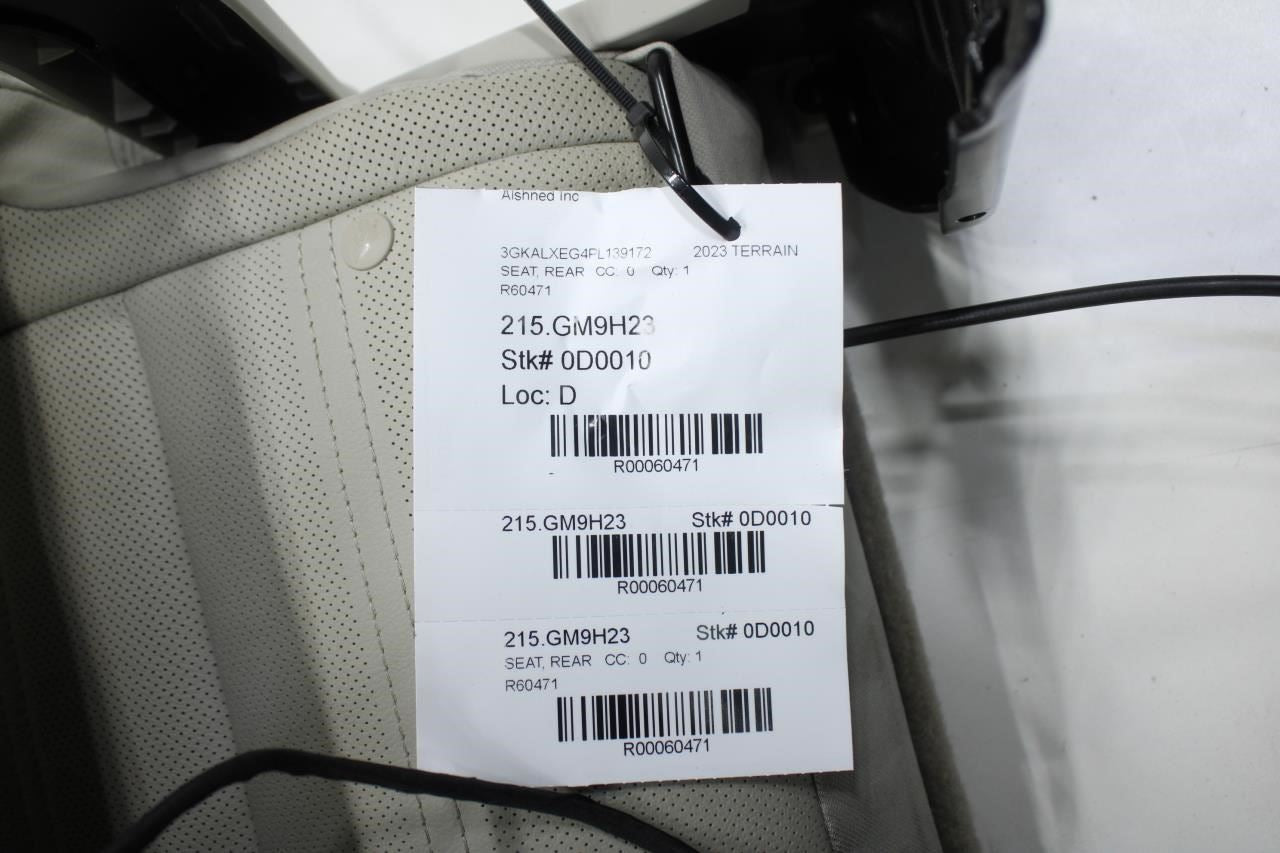 Aishned Inc
3GKALXEG4PL139172 2023 TERRAIN
SEAT, REAR CC: 0 Qty: 1
R60471
215.GM9H23
Stk# 0D0010
Loc: D
R00060471
215.GM9H23 Stk# 0D0010
R00060471
215.GM9H23 Stk# 0D0010
SEAT, REAR CC: 0 Qty: 1
R60471
R00060471